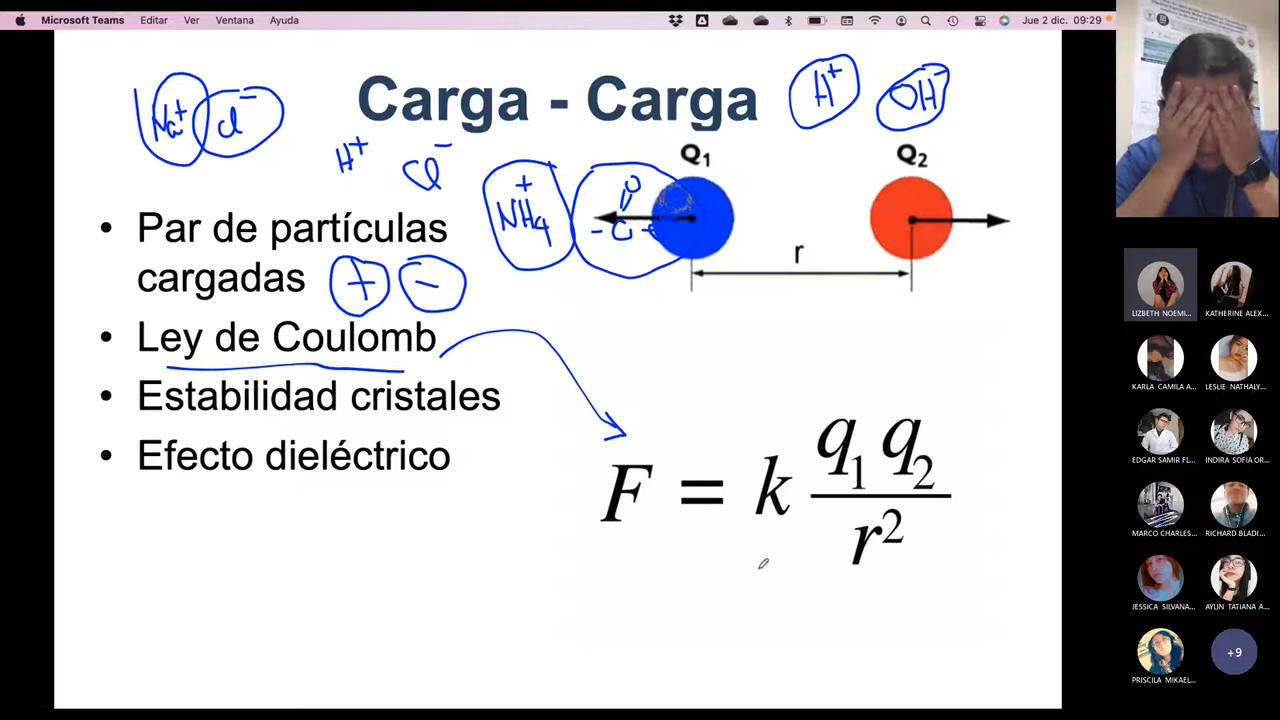 Microsoft Teams Editar Ver Ventana Ayuda
Jue 2 dic. 09:29
Carga - Carga
Na+ Cl-
H+ OH-
H+ Cl-
Q1 Q2
NH4 +
O
- C -
r
• Par de partículas
cargadas + -
• Ley de Coulomb
• Estabilidad cristales
• Efecto dieléctrico
F = k q1 q2
r2
LIZBETH NOEMI...
KATHERINE ALEX...
KARLA CAMILA A...
LESLIE NATHALY...
EDGAR SAMIR FL...
INDIRA SOFIA OR...
MARCO CHARLES...
RICHARD BLADI...
JESSICA SILVANA...
AYLIN TATIANA A...
PRISCILA MIKAEL...
+9